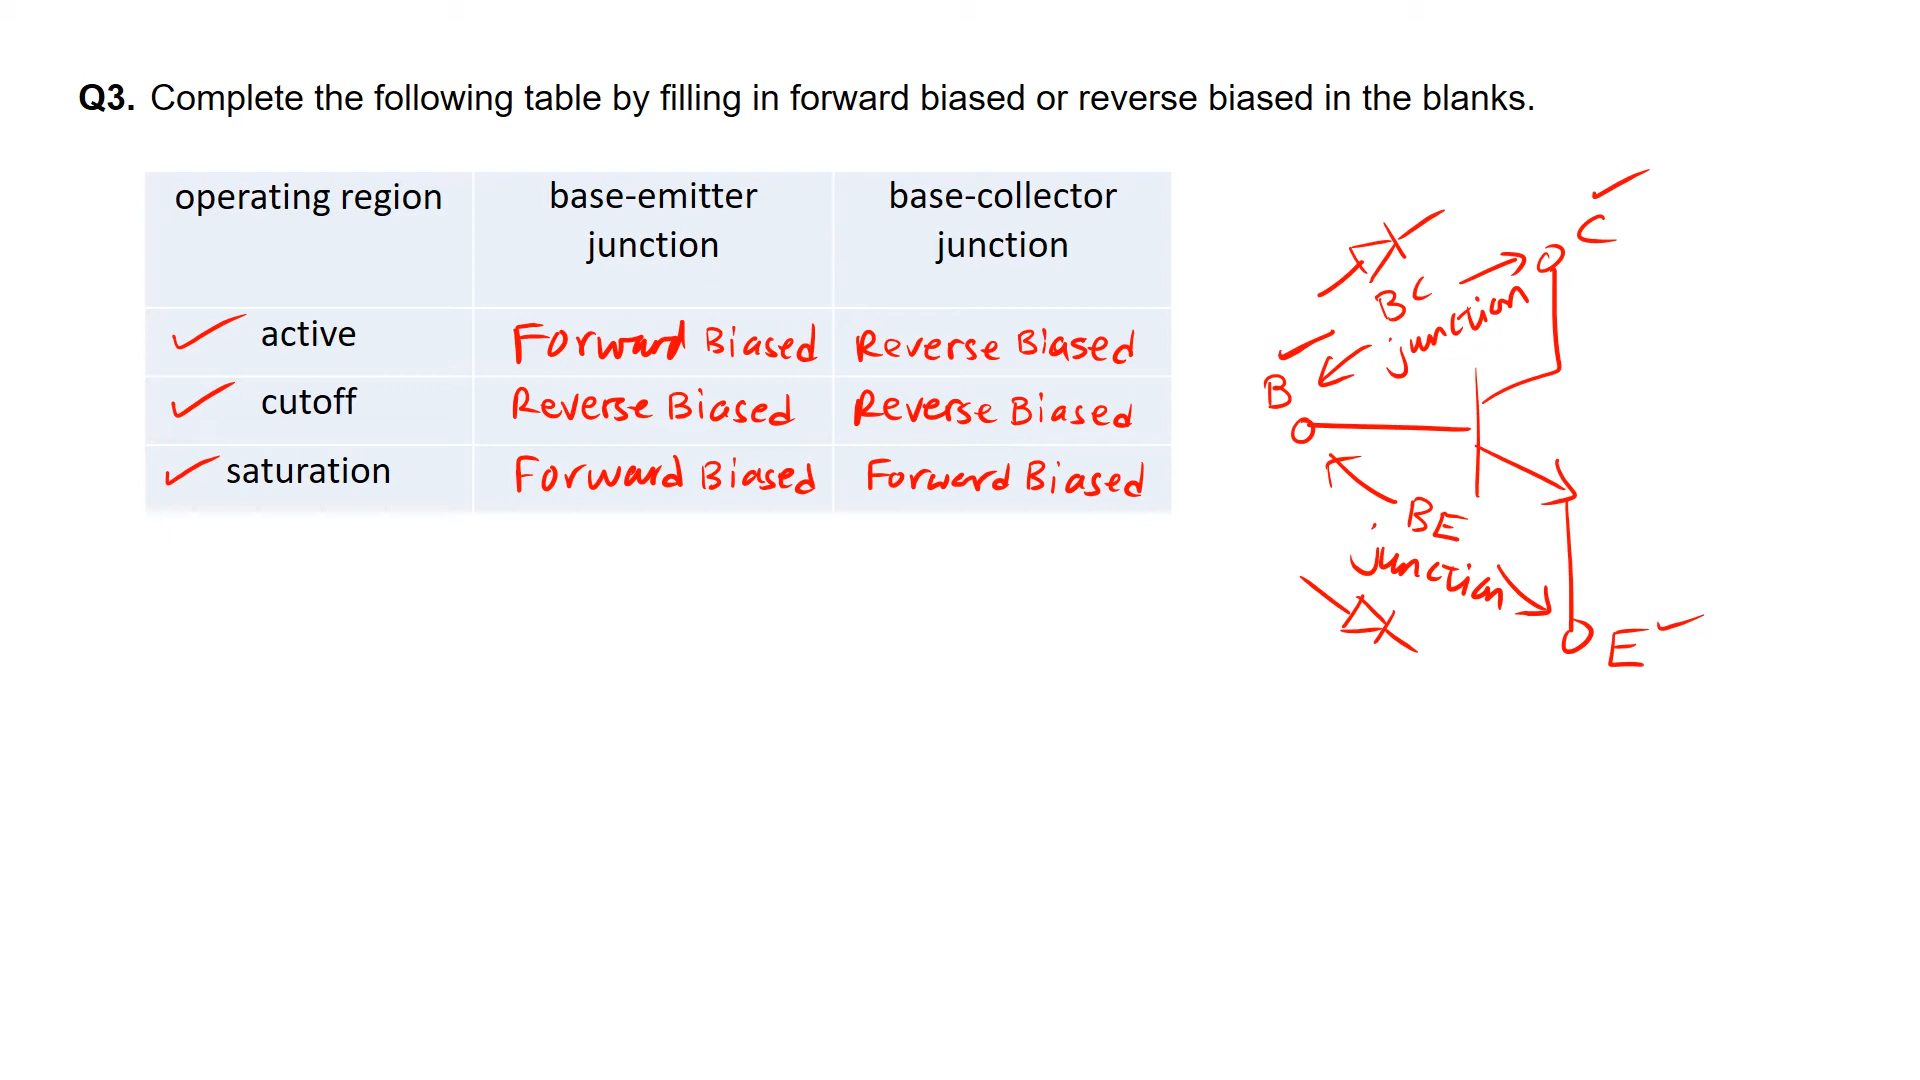 Q3. Complete the following table by filling in forward biased or reverse biased in the blanks.
operating region base-emitter junction base-collector junction
active Forward Biased Reverse Biased
cutoff Reverse Biased Reverse Biased
saturation Forward Biased Forward Biased
C
BC
junction
B
BE
junction
E